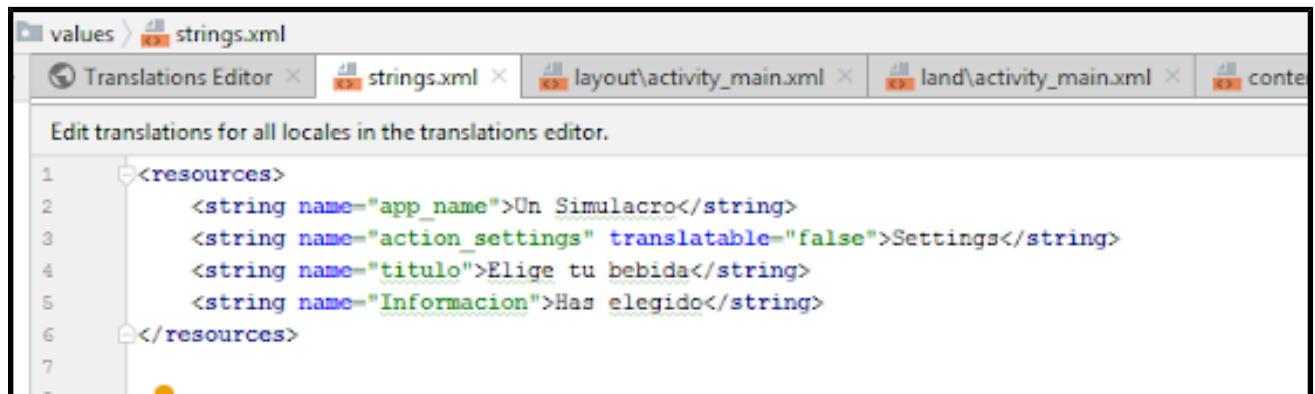 values strings.xml
Translations Editor strings.xml layout\activity_main.xml land\activity_main.xml conte
Edit translations for all locales in the translations editor.
1 <resources>
2 <string name="app_name">Un Simulacro</string>
3 <string name="action_settings" translatable="false">Settings</string>
4 <string name="titulo">Elige tu bebida</string>
5 <string name="Informacion">Has elegido</string>
6 </resources>
7